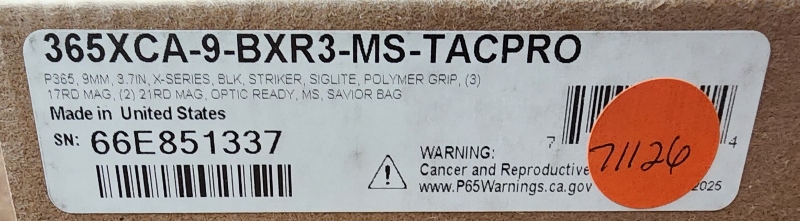 365XCA-9-BXR3-MS-TACPRO
P365, 9MM, 3.7IN, X-SERIES, BLK, STRIKER, SIGLITE, POLYMER GRIP, (3)
17RD MAG, (2) 21RD MAG, OPTIC READY, MS, SAVIOR BAG
Made in United States
SN: 66E851337
7 4
71126
WARNING:
Cancer and Reproductive
www.P65Warnings.ca.gov 2025